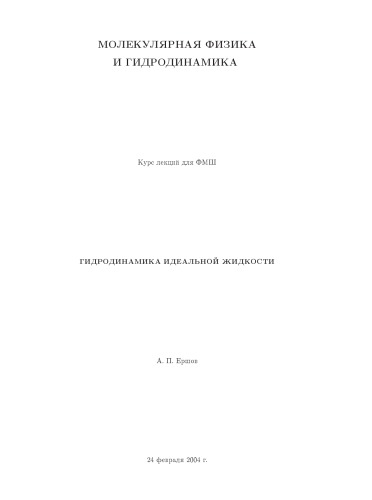 МОЛЕКУЛЯРНАЯ ФИЗИКА
И ГИДРОДИНАМИКА
Курс лекций для ФМШ
ГИДРОДИНАМИКА ИДЕАЛЬНОЙ ЖИДКОСТИ
А. П. Ершов
24 февраля 2004 г.